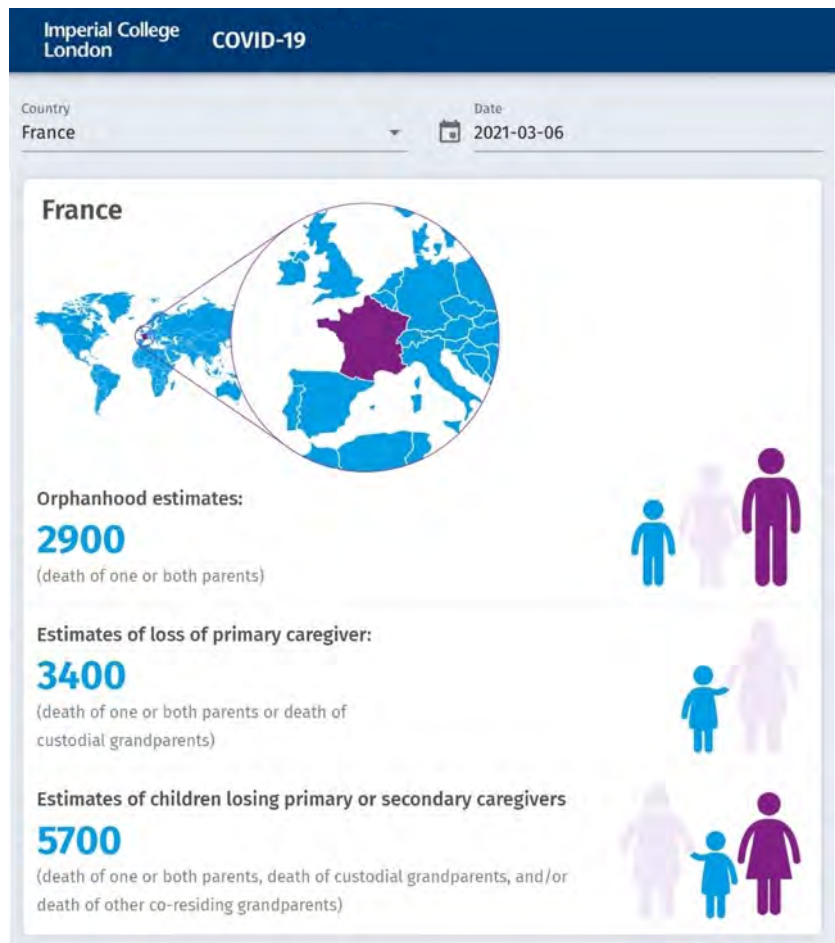 Imperial College
London
COVID-19
Country
France
Date
2021-03-06
France
Orphanhood estimates:
2900
(death of one or both parents)
Estimates of loss of primary caregiver:
3400
(death of one or both parents or death of
custodial grandparents)
Estimates of children losing primary or secondary caregivers
5700
(death of one or both parents, death of custodial grandparents, and/or
death of other co-residing grandparents)